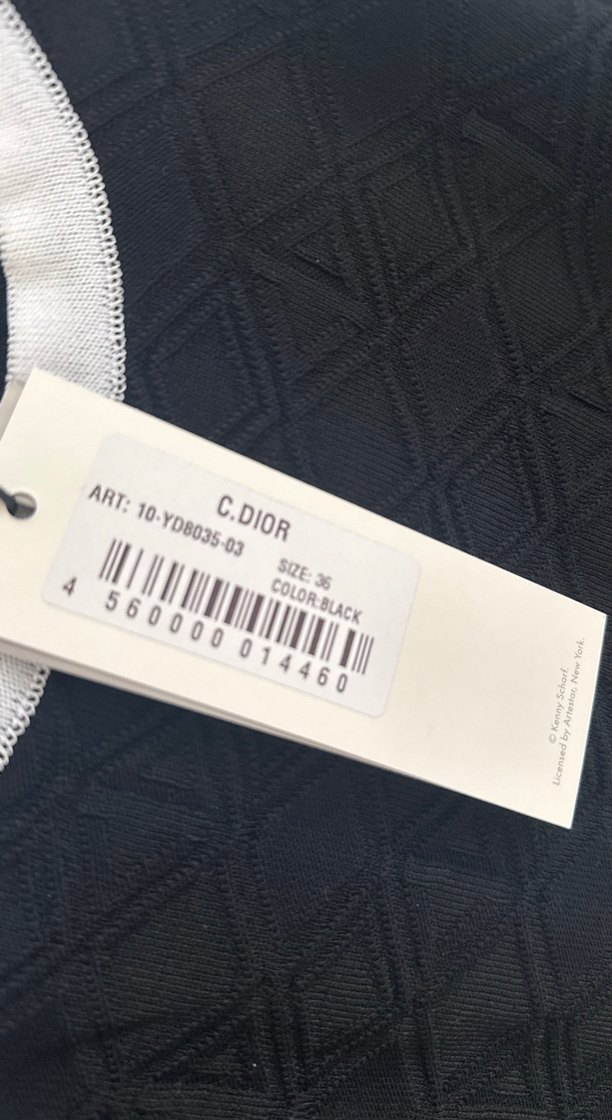 C.DIOR
ART: 10-YD8035-03
SIZE: 36
COLOR:BLACK
4 560000 014460
© Kenny Scharf.
Licensed by Artestar, New York.